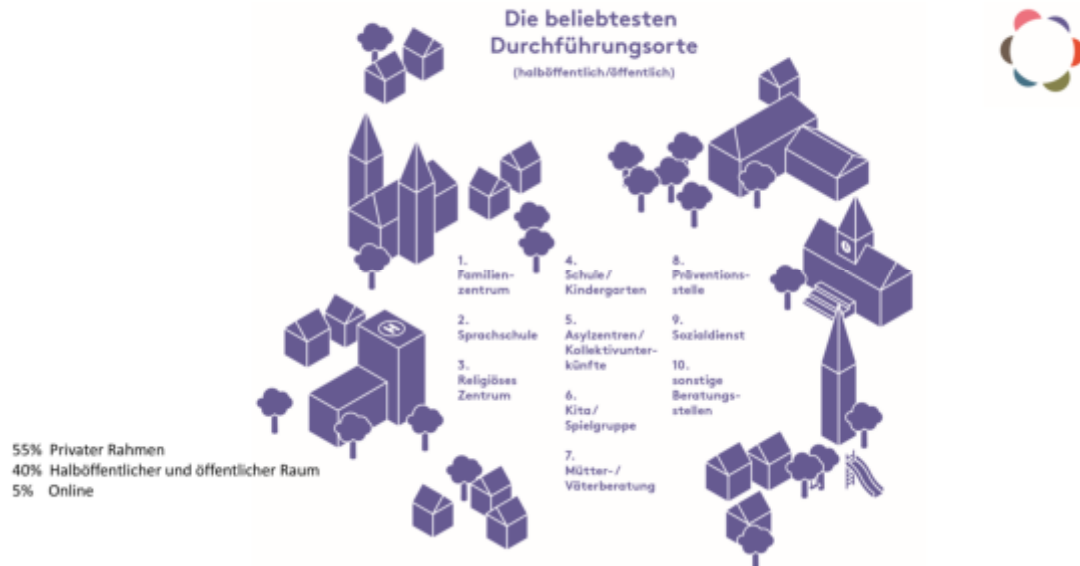 Die beliebtesten
Durchführungsorte
(halböffentlich/öffentlich)
1.
Familien-
zentrum
2.
Sprachschule
3.
Religiöses
Zentrum
4.
Schule/
Kindergarten
5.
Asylzentren/
Kollektivunter-
künfte
6.
Kita/
Spielgruppe
7.
Mütter-/
Väterberatung
8.
Präventions-
stelle
9.
Sozialdienst
10.
sonstige
Beratungs-
stellen
H
55% Privater Rahmen
40% Halböffentlicher und öffentlicher Raum
5% Online